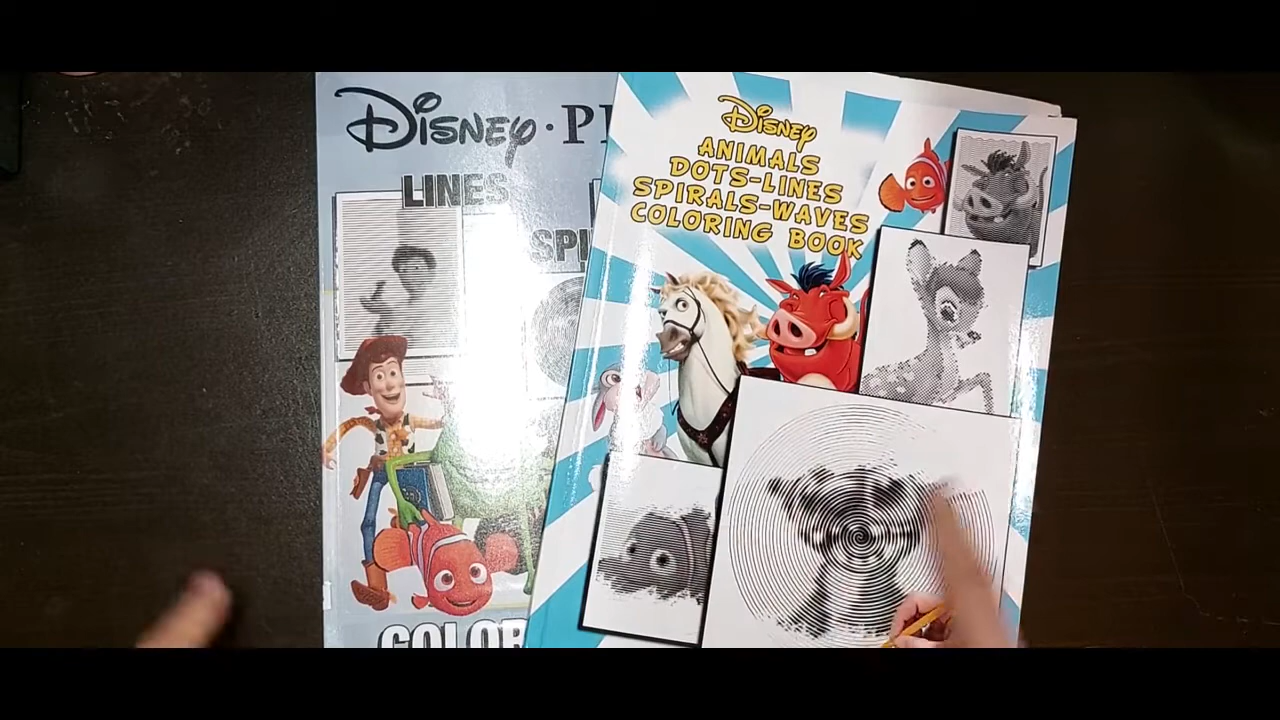 DISNEY · P
LINES
SPI
COLOR
DISNEY
ANIMALS
DOTS-LINES
SPIRALS-WAVES
COLORING BOOK